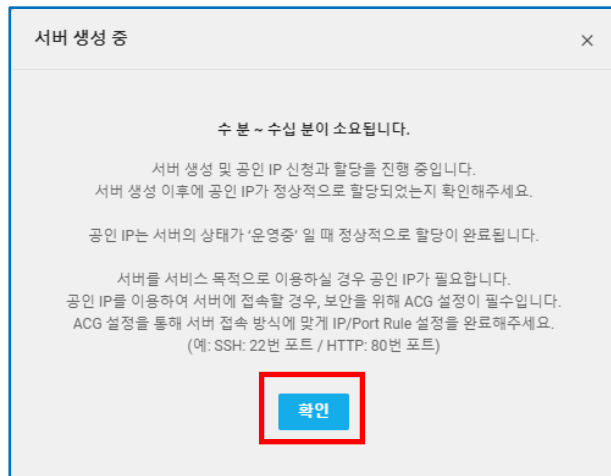 서버 생성 중
수 분 ~ 수십 분이 소요됩니다.
서버 생성 및 공인 IP 신청과 할당을 진행 중입니다.
서버 생성 이후에 공인 IP가 정상적으로 할당되었는지 확인해주세요.
공인 IP는 서버의 상태가 ‘운영중’ 일 때 정상적으로 할당이 완료됩니다.
서버를 서비스 목적으로 이용하실 경우 공인 IP가 필요합니다.
공인 IP를 이용하여 서버에 접속할 경우, 보안을 위해 ACG 설정이 필수입니다.
ACG 설정을 통해 서버 접속 방식에 맞게 IP/Port Rule 설정을 완료해주세요.
(예: SSH: 22번 포트 / HTTP: 80번 포트)
확인